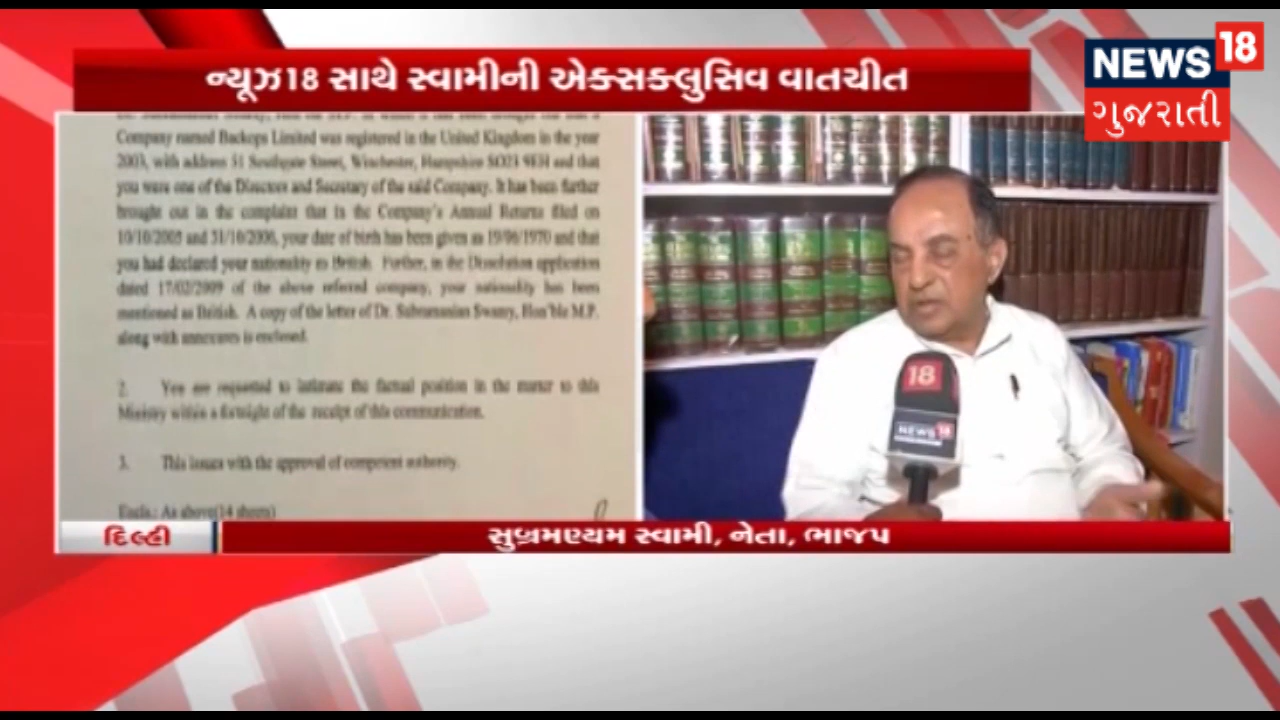 ન્યૂઝ18 સાથે સ્વામીની એક્સક્લુસિવ વાતચીત
NEWS 18
ગુજરાતી
Company named Backops Limited was registered in the United Kingdom in the year
2003, with address 51 Southgate Street, Winchester, Hampshire SO23 9EH and that
you were one of the Directors and Secretary of the said Company. It has been further
brought out in the complaint that in the Company's Annual Returns filed on
10/10/2005 and 31/10/2006, your date of birth has been given as 19/06/1970 and that
you had declared your nationality as British. Further, in the Dissolution application
dated 17/02/2009 of the above referred company, your nationality has been
mentioned as British. A copy of the letter of Dr. Subramanian Swamy, Hon'ble M.P.
along with annexures is enclosed.
2. You are requested to intimate the factual position in the matter to this
Ministry within a fortnight of the receipt of this communication.
3. This issues with the approval of competent authority.
Encls.: As above(14 sheets)
18
NEWS 18
દિલ્હી
સુબ્રમણ્યમ સ્વામી, નેતા, ભાજપ